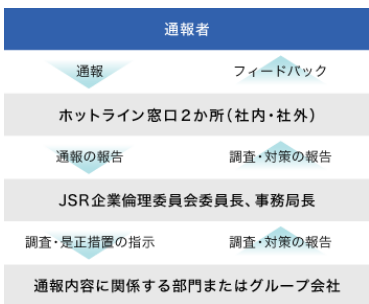 通報者
通報
フィードバック
ホットライン窓口2か所(社内・社外)
通報の報告
調査・対策の報告
JSR企業倫理委員会委員長、事務局長
調査・是正措置の指示
調査・対策の報告
通報内容に関係する部門またはグループ会社